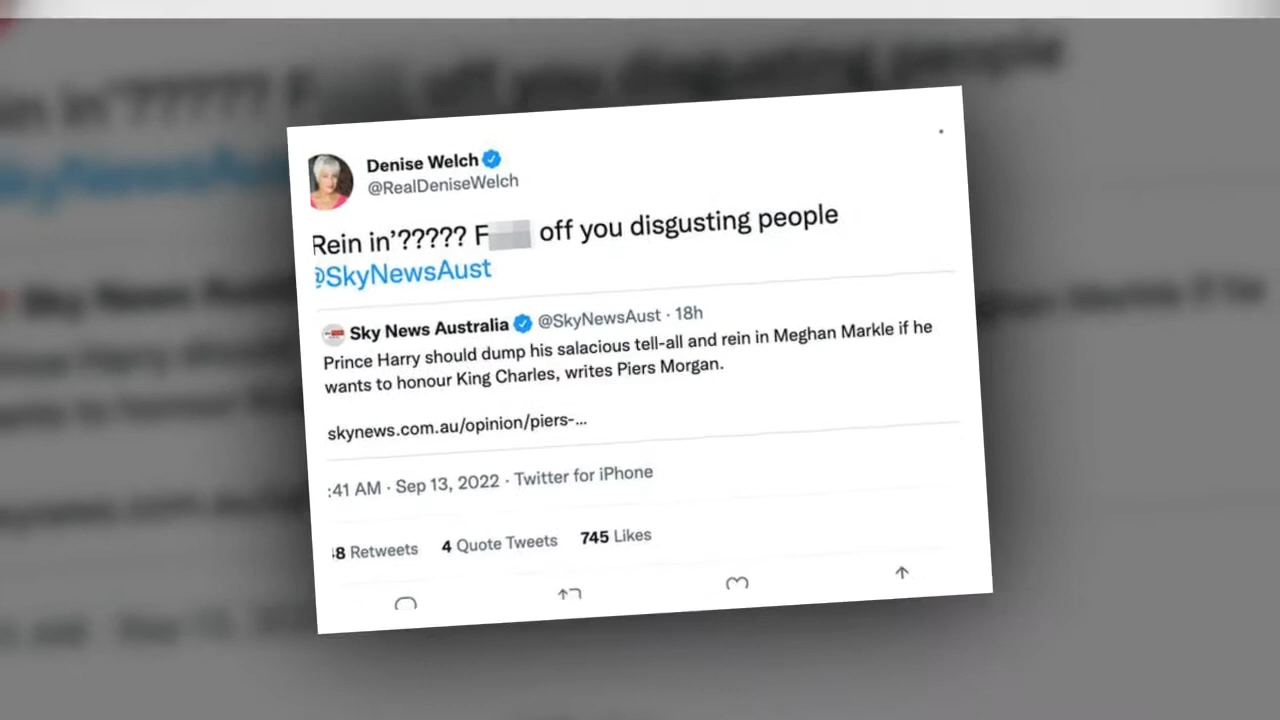 Denise Welch
@RealDeniseWelch
Rein in'????? F off you disgusting people
@SkyNewsAust
Sky News Australia @SkyNewsAust · 18h
Prince Harry should dump his salacious tell-all and rein in Meghan Markle if he
wants to honour King Charles, writes Piers Morgan.
skynews.com.au/opinion/piers-...
:41 AM · Sep 13, 2022 · Twitter for iPhone
8 Retweets 4 Quote Tweets 745 Likes